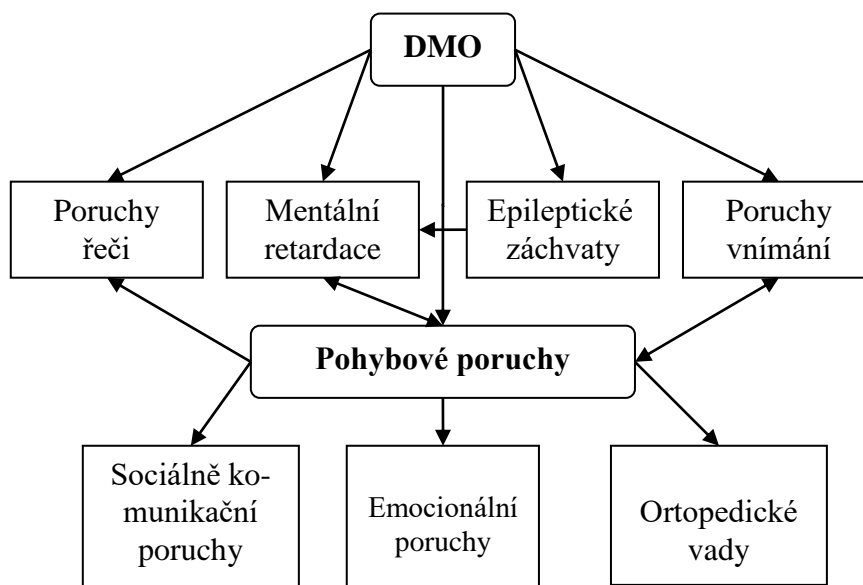 DMO
Poruchy
řeči
Mentální
retardace
Epileptické
záchvaty
Poruchy
vnímání
Pohybové poruchy
Sociálně ko-
munikační
poruchy
Emocionální
poruchy
Ortopedické
vady